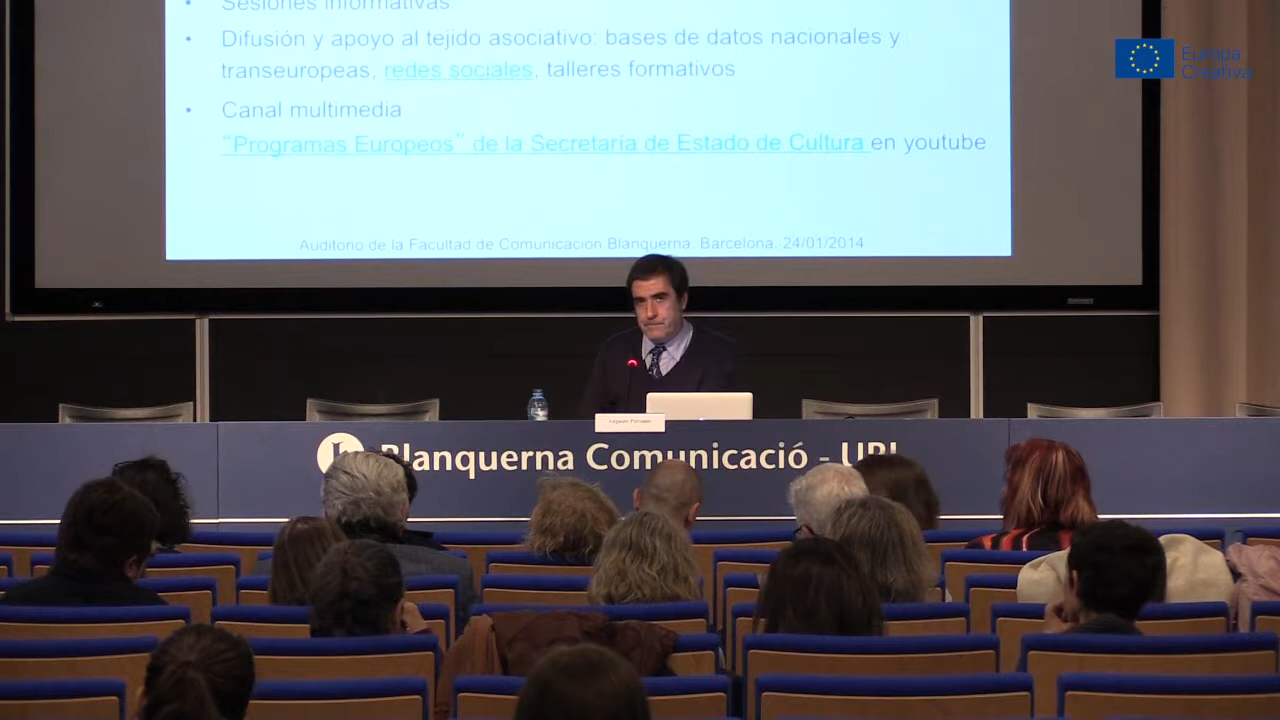 • Sesiones informativas
• Difusión y apoyo al tejido asociativo: bases de datos nacionales y
transeuropeas, redes sociales, talleres formativos
• Canal multimedia
"Programas Europeos" de la Secretaría de Estado de Cultura en youtube
Auditorio de la Facultad de Comunicacion Blanquerna. Barcelona. 24/01/2014
Europa
Creativa
Blanquerna Comunicació - URL